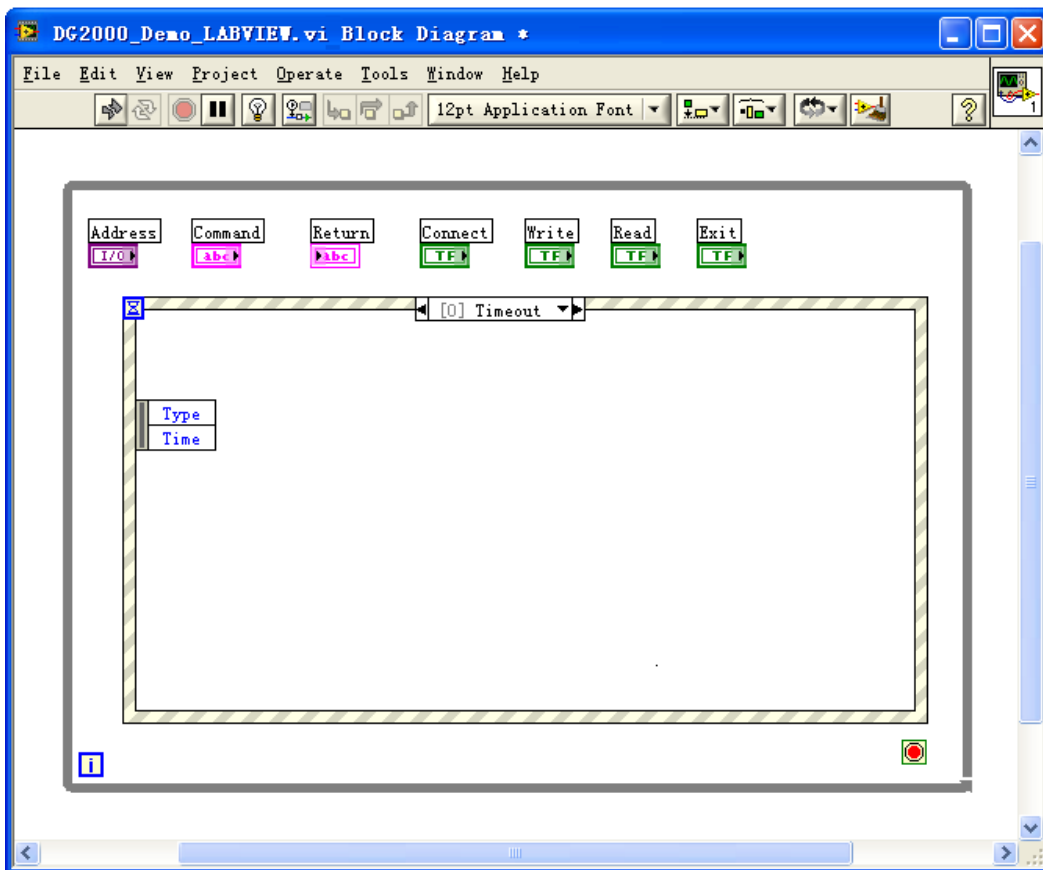 DG2000_Demo_LABVIEW.vi Block Diagram *
File Edit View Project Operate Tools Window Help
12pt Application Font
1
Address Command Return Connect Write Read Exit
I/O abc abc TF TF TF TF
[0] Timeout
Type
Time
i